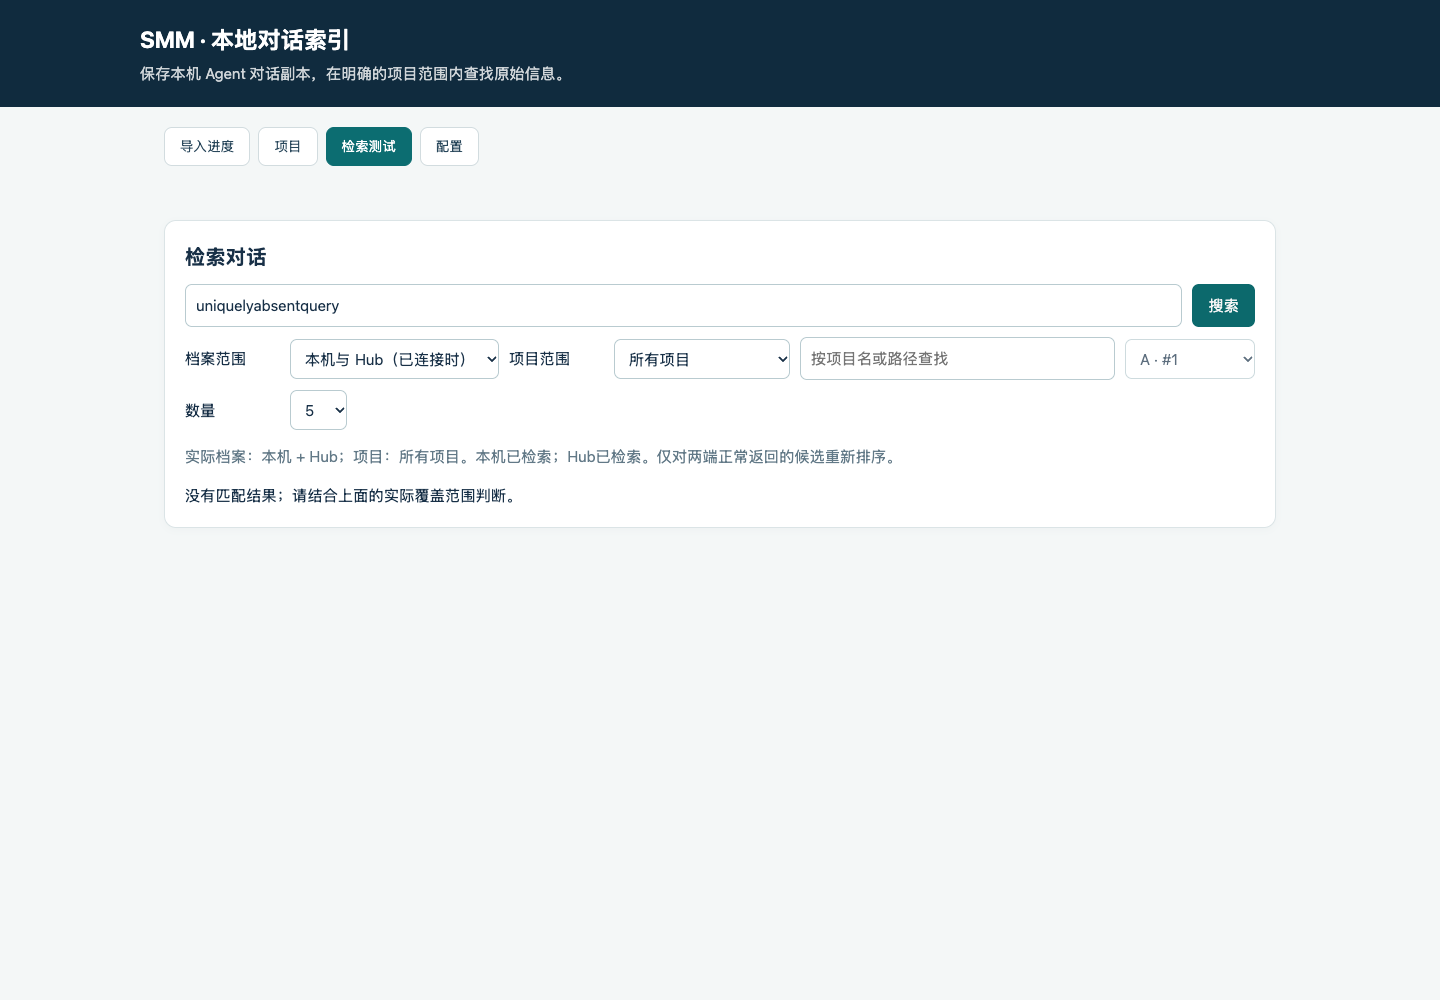 SMM · 本地对话索引
保存本机 Agent 对话副本，在明确的项目范围内查找原始信息。
导入进度 项目 检索测试 配置
检索对话
uniquelyabsentquery 搜索
档案范围 本机与 Hub（已连接时） 项目范围 所有项目 按项目名或路径查找 A · #1
数量 5
实际档案：本机 + Hub；项目：所有项目。本机已检索；Hub已检索。仅对两端正常返回的候选重新排序。
没有匹配结果；请结合上面的实际覆盖范围判断。